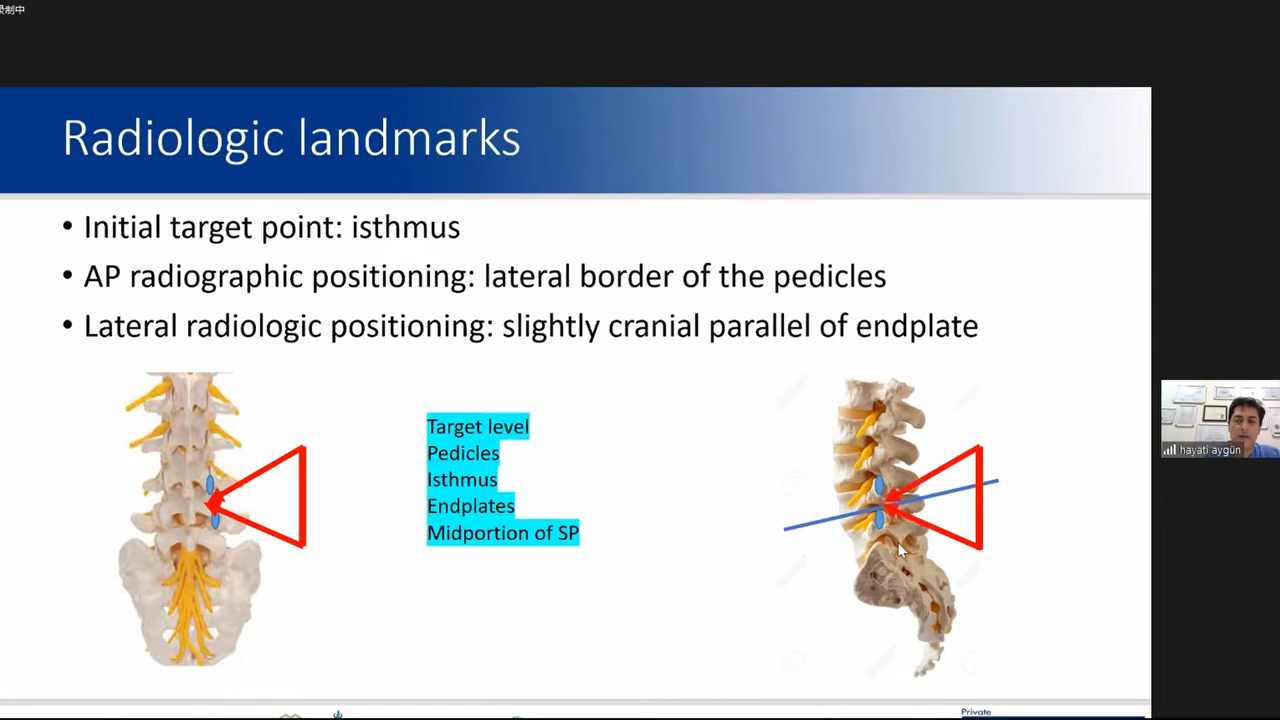 录制中
Radiologic landmarks
• Initial target point: isthmus
• AP radiographic positioning: lateral border of the pedicles
• Lateral radiologic positioning: slightly cranial parallel of endplate
Target level
Pedicles
Isthmus
Endplates
Midportion of SP
hayati aygün
Private